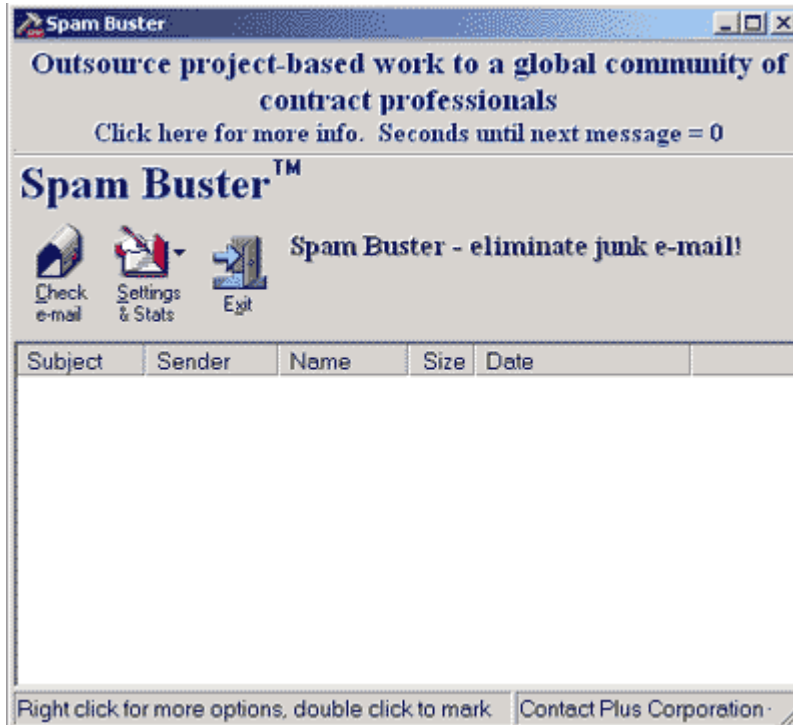 Spam Buster
Outsource project-based work to a global community of
contract professionals
Click here for more info. Seconds until next message = 0
Spam Buster™
Spam Buster - eliminate junk e-mail!
Check
e-mail
Settings
& Stats
Exit
Subject Sender Name Size Date
Right click for more options, double click to mark Contact Plus Corporation -